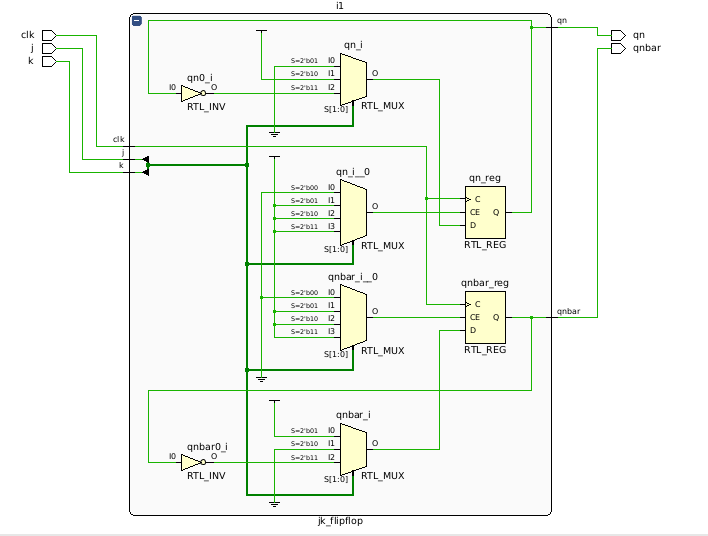 i1
clk
j
k
qn
qn
qnbar
qn_i
S=2'b01 I0
S=2'b10 I1
S=2'b11 I2
O
S[1:0]
RTL_MUX
qn0_i
I0 O
RTL_INV
clk
j
k
qn_i__0
S=2'b00 I0
S=2'b01 I1
S=2'b10 I2
S=2'b11 I3
O
S[1:0]
RTL_MUX
qn_reg
C
CE Q
D
RTL_REG
qnbar_i__0
S=2'b00 I0
S=2'b01 I1
S=2'b10 I2
S=2'b11 I3
O
S[1:0]
RTL_MUX
qnbar_reg
C
CE Q
D
RTL_REG
qnbar
qnbar_i
S=2'b01 I0
S=2'b10 I1
S=2'b11 I2
O
S[1:0]
RTL_MUX
qnbar0_i
I0 O
RTL_INV
jk_flipflop